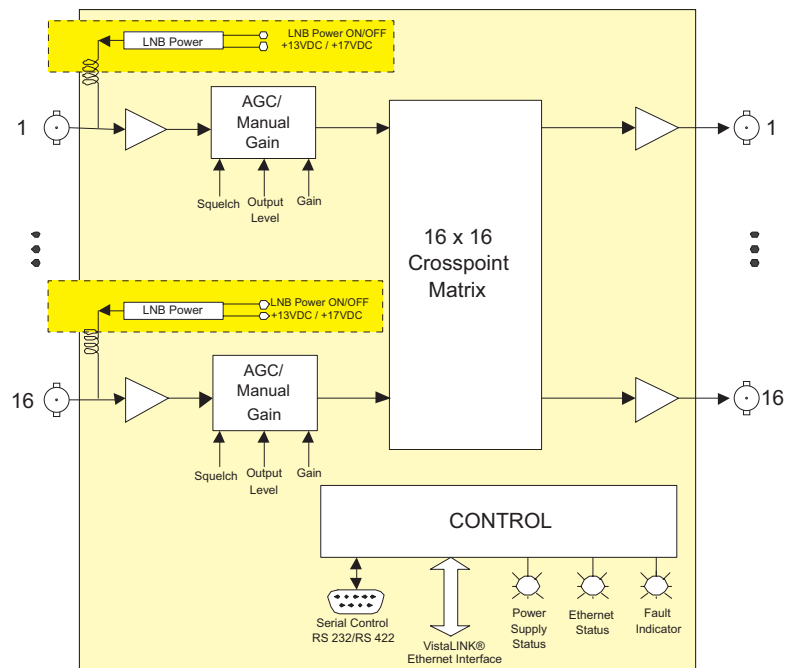 LNB Power ON/OFF
LNB Power
+13VDC / +17VDC
1
AGC/
Manual
Gain
1
Squelch
Output
Level
Gain
16 x 16
Crosspoint
Matrix
LNB Power ON/OFF
LNB Power
+13VDC / +17VDC
16
AGC/
Manual
Gain
16
Squelch
Output
Level
Gain
CONTROL
Serial Control
RS 232/RS 422
VistaLINK®
Ethernet Interface
Power
Supply
Status
Ethernet
Status
Fault
Indicator